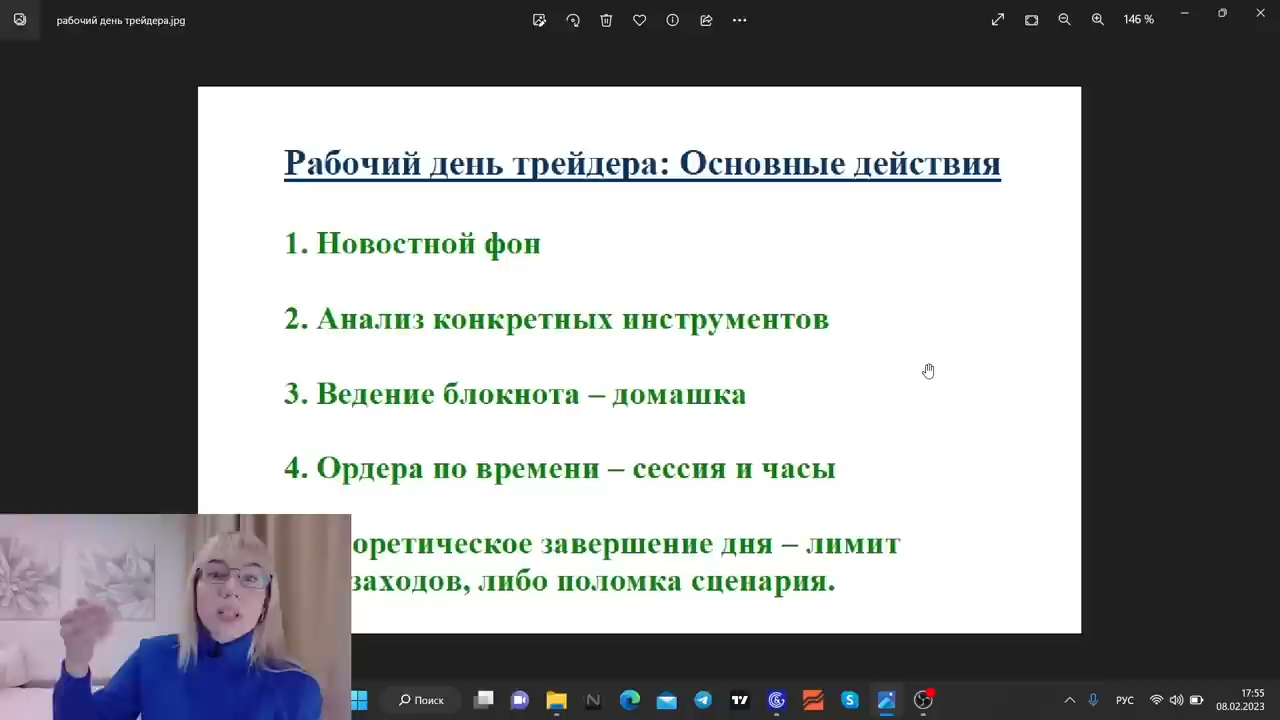 рабочий день трейдера.jpg
146 %
Рабочий день трейдера: Основные действия
1. Новостной фон
2. Анализ конкретных инструментов
3. Ведение блокнота – домашка
4. Ордера по времени – сессия и часы
завершение дня – лимит
либо поломка сценария.
Поиск
РУС
17:55
08.02.2023